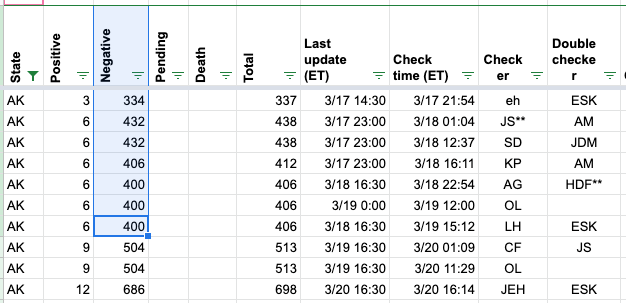 State Positive Negative Pending Death Total Last update (ET) Check time (ET) Check er Double checke r
AK 3 334 337 3/17 14:30 3/17 21:54 eh ESK
AK 6 432 438 3/17 23:00 3/18 01:04 JS** AM
AK 6 432 438 3/17 23:00 3/18 12:37 SD JDM
AK 6 406 412 3/17 23:00 3/18 16:11 KP AM
AK 6 400 406 3/18 16:30 3/18 22:54 AG HDF**
AK 6 400 406 3/19 0:00 3/19 12:00 OL
AK 6 400 406 3/18 16:30 3/19 15:12 LH ESK
AK 9 504 513 3/19 16:30 3/20 01:09 CF JS
AK 9 504 513 3/19 16:30 3/20 11:29 OL
AK 12 686 698 3/20 16:30 3/20 16:14 JEH ESK